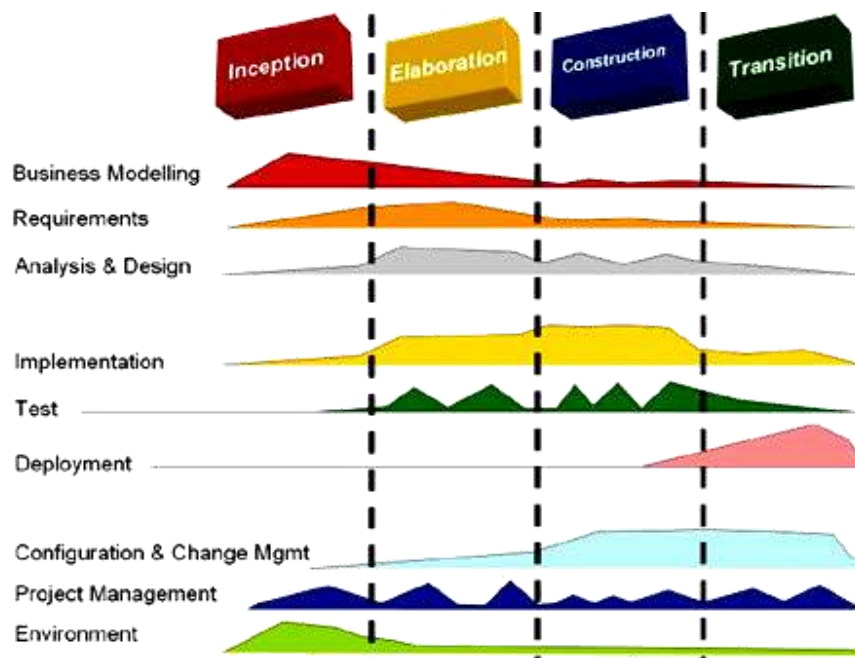 Inception
Elaboration
Construction
Transition
Business Modelling
Requirements
Analysis & Design
Implementation
Test
Deployment
Configuration & Change Mgmt
Project Management
Environment